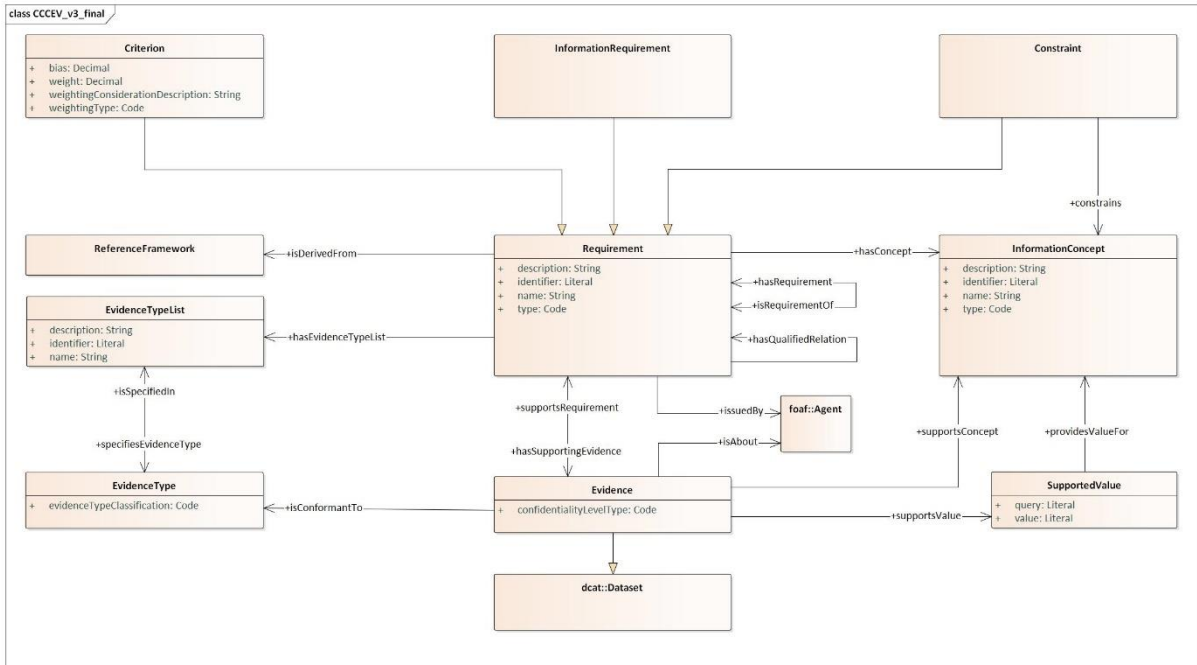 class CCCEV_v3_final
Criterion
+ bias: Decimal
+ weight: Decimal
+ weightingConsiderationDescription: String
+ weightingType: Code
InformationRequirement
Constraint
+constrains
ReferenceFramework
+isDerivedFrom
Requirement
+ description: String
+ identifier: Literal
+ name: String
+ type: Code
+hasConcept
InformationConcept
+ description: String
+ identifier: Literal
+ name: String
+ type: Code
+hasRequirement
+isRequirementOf
+hasQualifiedRelation
EvidenceTypeList
+ description: String
+ identifier: Literal
+ name: String
+hasEvidenceTypeList
+isSpecifiedIn
+specifiesEvidenceType
+supportsRequirement
+hasSupportingEvidence
+issuedBy
+isAbout
foaf::Agent
+supportsConcept
+providesValueFor
EvidenceType
+ evidenceTypeClassification: Code
+isConformantTo
Evidence
+ confidentialityLevelType: Code
+supportsValue
SupportedValue
+ query: Literal
+ value: Literal
dcat::Dataset